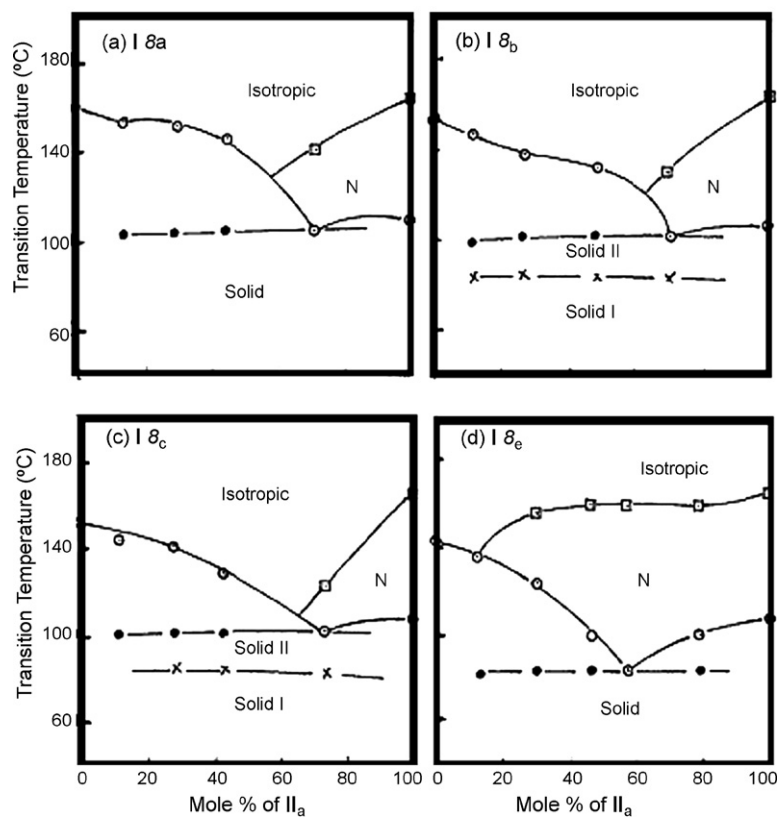 (a) I 8a
(b) I 8b
Transition Temperature (ºC)
180
140
100
60
Isotropic
N
Solid
Isotropic
N
Solid II
Solid I
(c) I 8c
(d) I 8e
Transition Temperature (ºC)
180
140
100
60
Isotropic
N
Solid II
Solid I
Isotropic
N
Solid
0 20 40 60 80 100
0 20 40 60 80 100
Mole % of IIa
Mole % of IIa